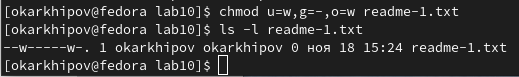 [okarkhipov@fedora lab10]$ chmod u=w,g=-,o=w readme-1.txt
[okarkhipov@fedora lab10]$ ls -l readme-1.txt
--w-----w-. 1 okarkhipov okarkhipov 0 ноя 18 15:24 readme-1.txt
[okarkhipov@fedora lab10]$